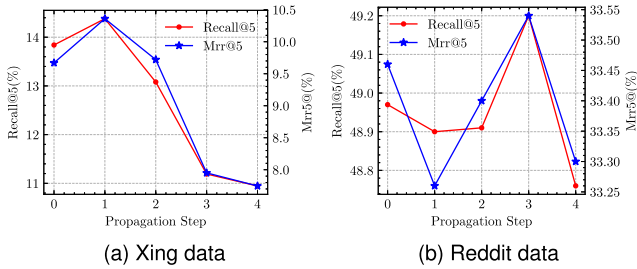 Recall@5
Mrr@5
14
13
12
11
10.5
10.0
9.5
9.0
8.5
8.0
Recall@5(%)
Mrr5@(%)
0 1 2 3 4
Propagation Step
(a) Xing data
Recall@5
Mrr@5
49.2
49.1
49.0
48.9
48.8
33.55
33.50
33.45
33.40
33.35
33.30
33.25
Recall@5(%)
Mrr5@(%)
0 1 2 3 4
Propagation Step
(b) Reddit data